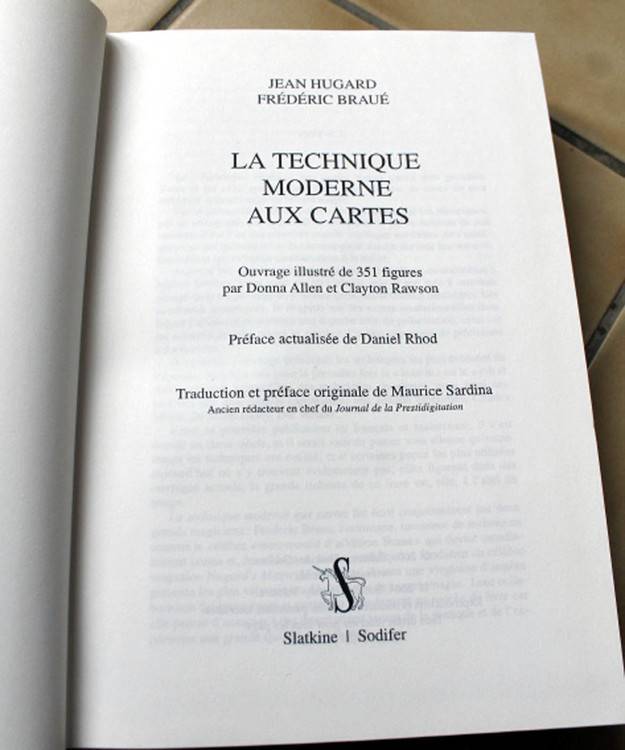 JEAN HUGARD
FRÉDÉRIC BRAUÉ
LA TECHNIQUE
MODERNE
AUX CARTES
Ouvrage illustré de 351 figures
par Donna Allen et Clayton Rawson
Préface actualisée de Daniel Rhod
Traduction et préface originale de Maurice Sardina
Ancien rédacteur en chef du Journal de la Prestidigitation
S
Slatkine | Sodifer